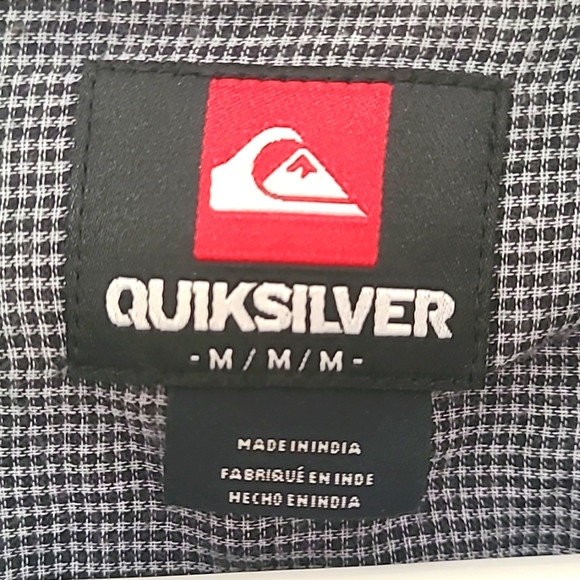 QUIKSILVER
- M / M / M -
MADE IN INDIA
FABRIQUÉ EN INDE
HECHO EN INDIA